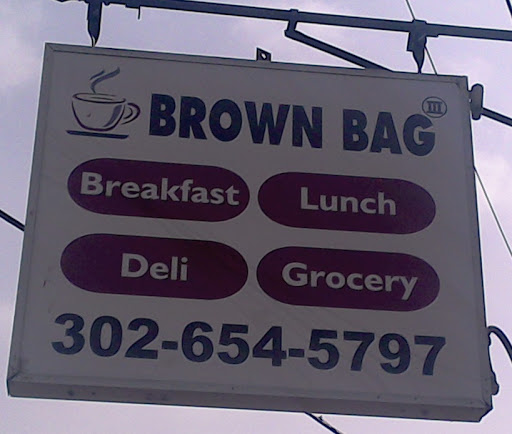 BROWN BAG III
Breakfast Lunch
Deli Grocery
302-654-5797